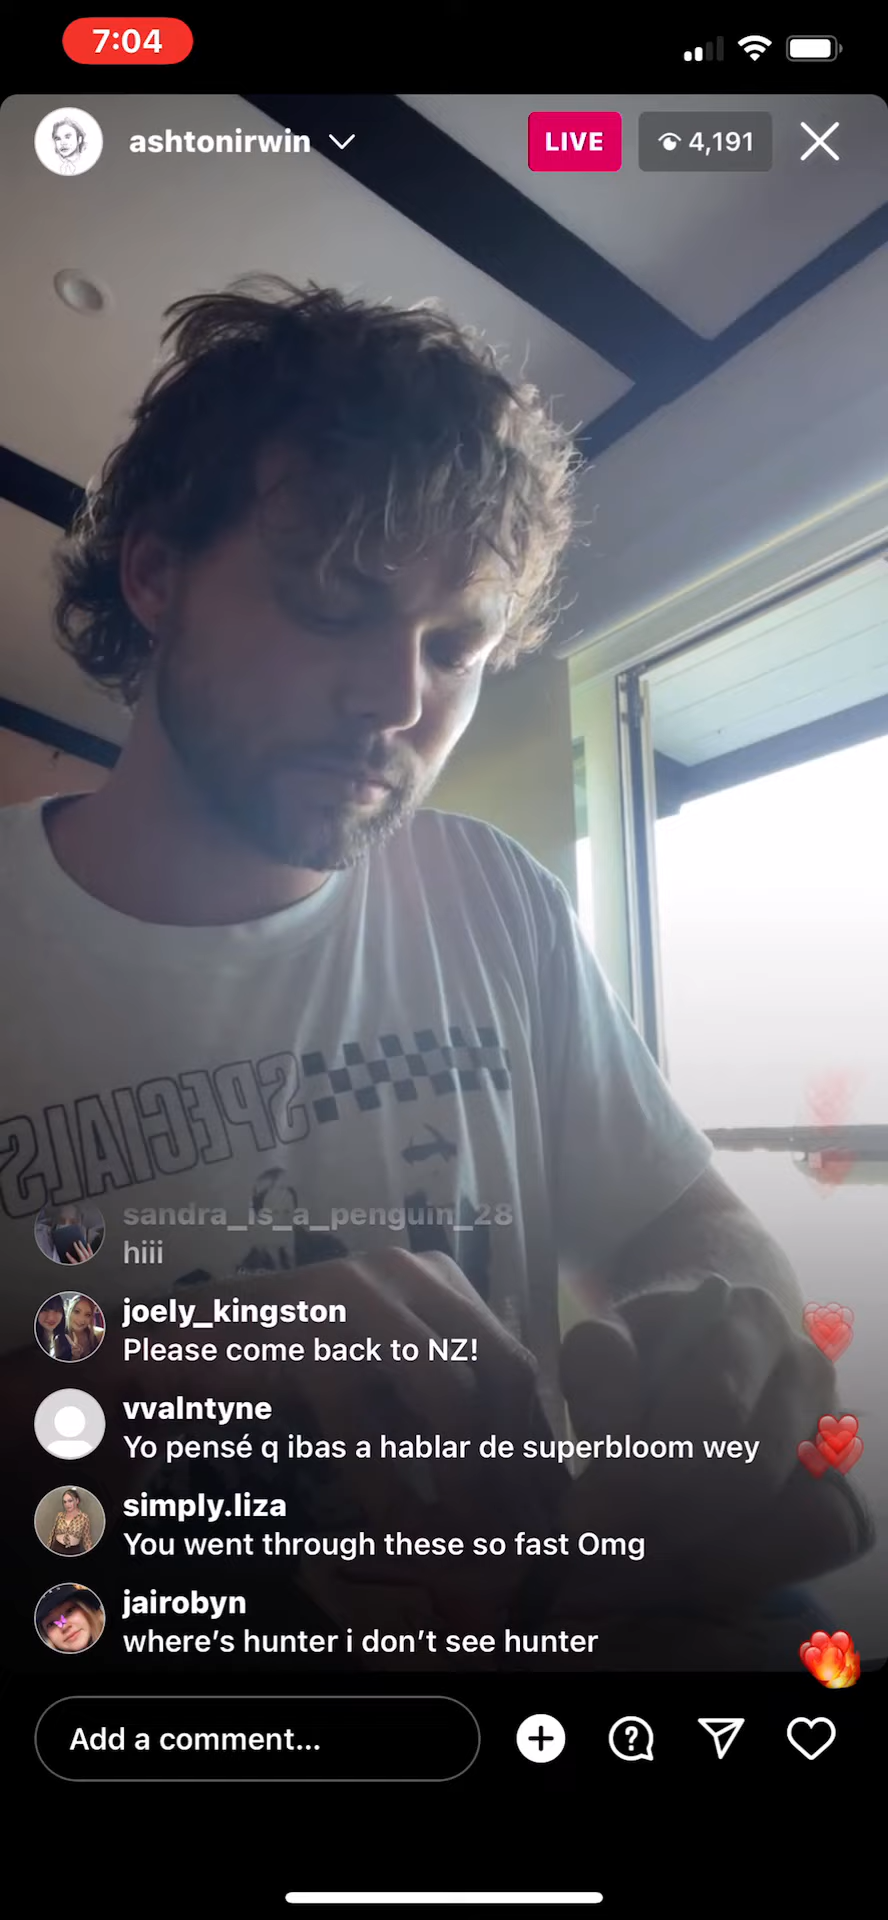 7:04
ashtonirwin
LIVE
4,191
SPECIALS
sandra_is_a_penguin_28
hiii
joely_kingston
Please come back to NZ!
vvalntyne
Yo pensé q ibas a hablar de superbloom wey
simply.liza
You went through these so fast Omg
jairobyn
where's hunter i don't see hunter
Add a comment...